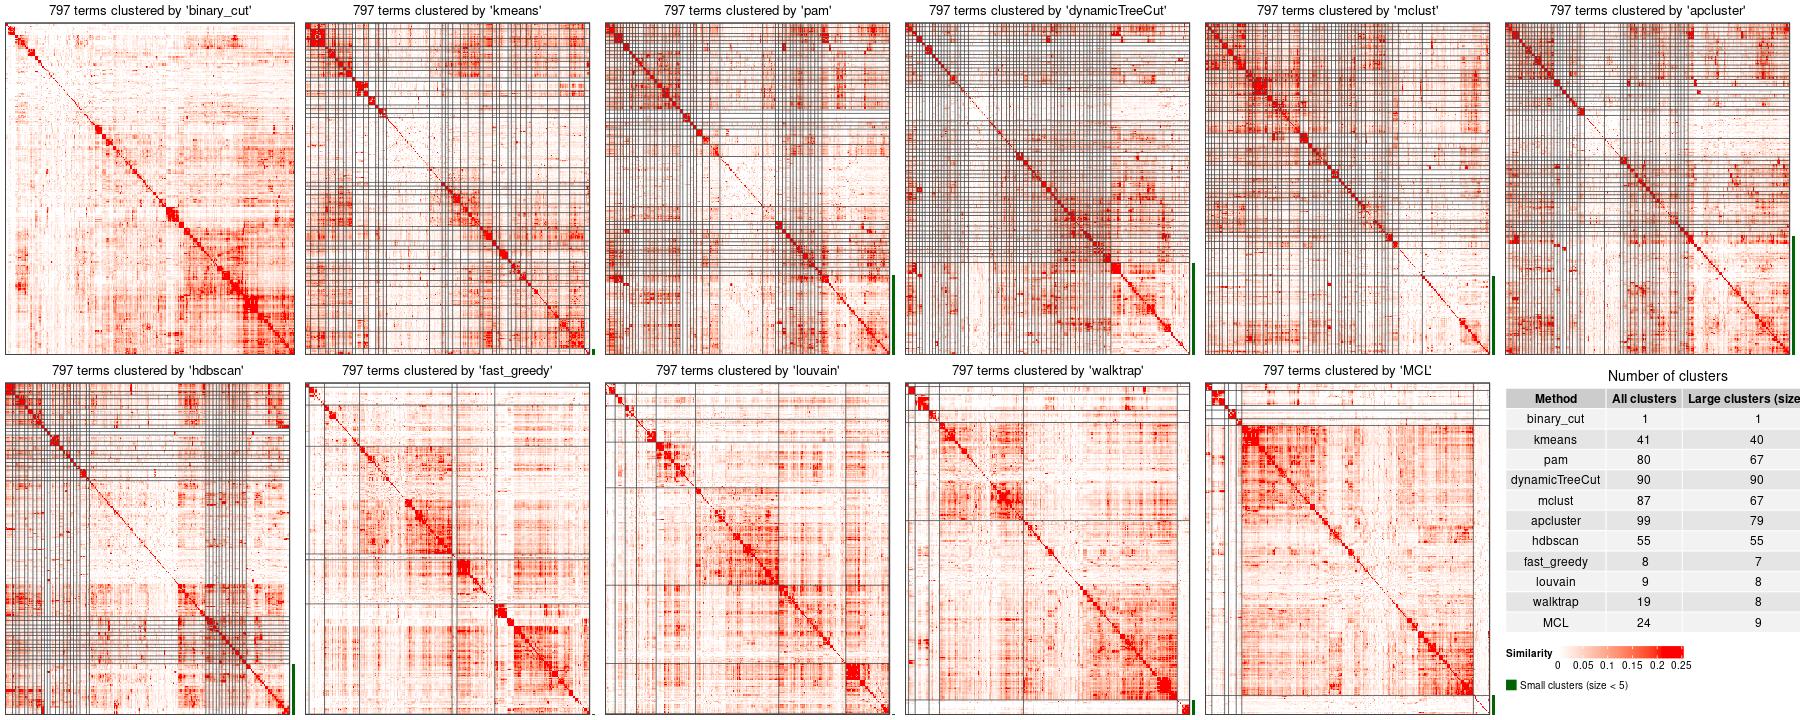 797 terms clustered by 'binary_cut'
797 terms clustered by 'kmeans'
797 terms clustered by 'pam'
797 terms clustered by 'dynamicTreeCut'
797 terms clustered by 'mclust'
797 terms clustered by 'apcluster'
797 terms clustered by 'hdbscan'
797 terms clustered by 'fast_greedy'
797 terms clustered by 'louvain'
797 terms clustered by 'walktrap'
797 terms clustered by 'MCL'
Number of clusters
Method All clusters Large clusters (size
binary_cut 1 1
kmeans 41 40
pam 80 67
dynamicTreeCut 90 90
mclust 87 67
apcluster 99 79
hdbscan 55 55
fast_greedy 8 7
louvain 9 8
walktrap 19 8
MCL 24 9
Similarity
0 0.05 0.1 0.15 0.2 0.25
Small clusters (size < 5)